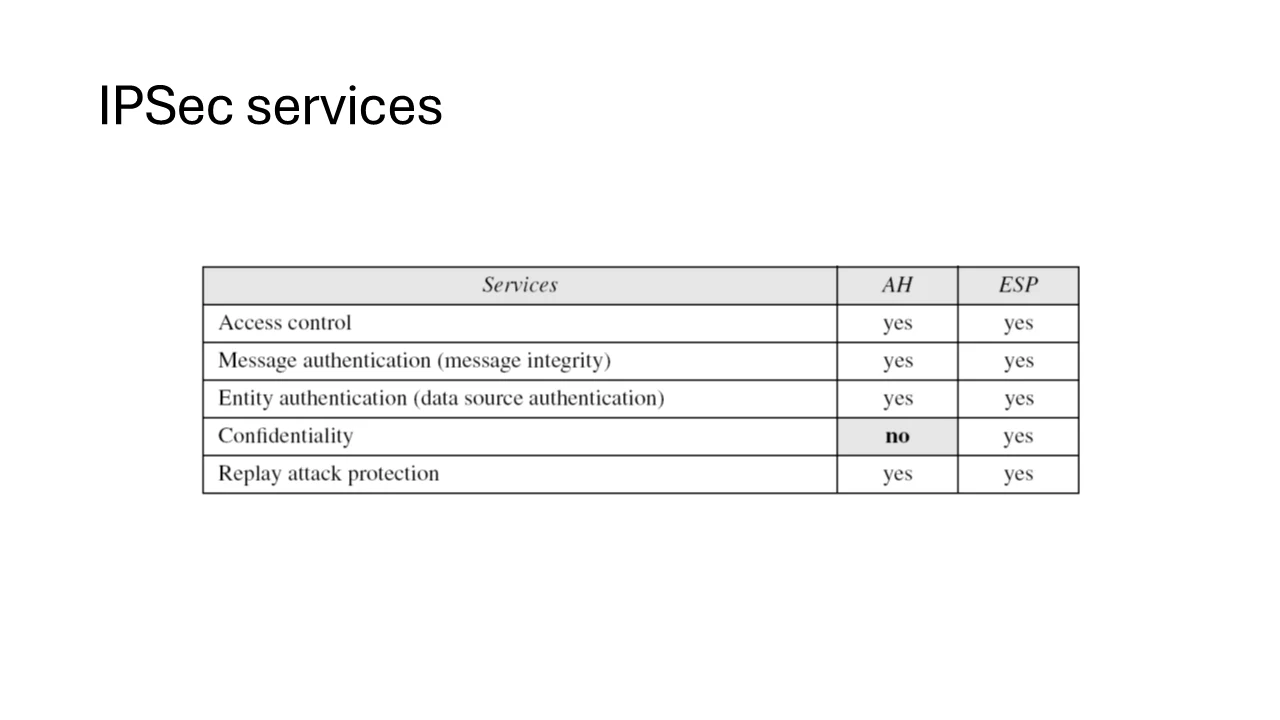 IPSec services
Services AH ESP
Access control yes yes
Message authentication (message integrity) yes yes
Entity authentication (data source authentication) yes yes
Confidentiality no yes
Replay attack protection yes yes